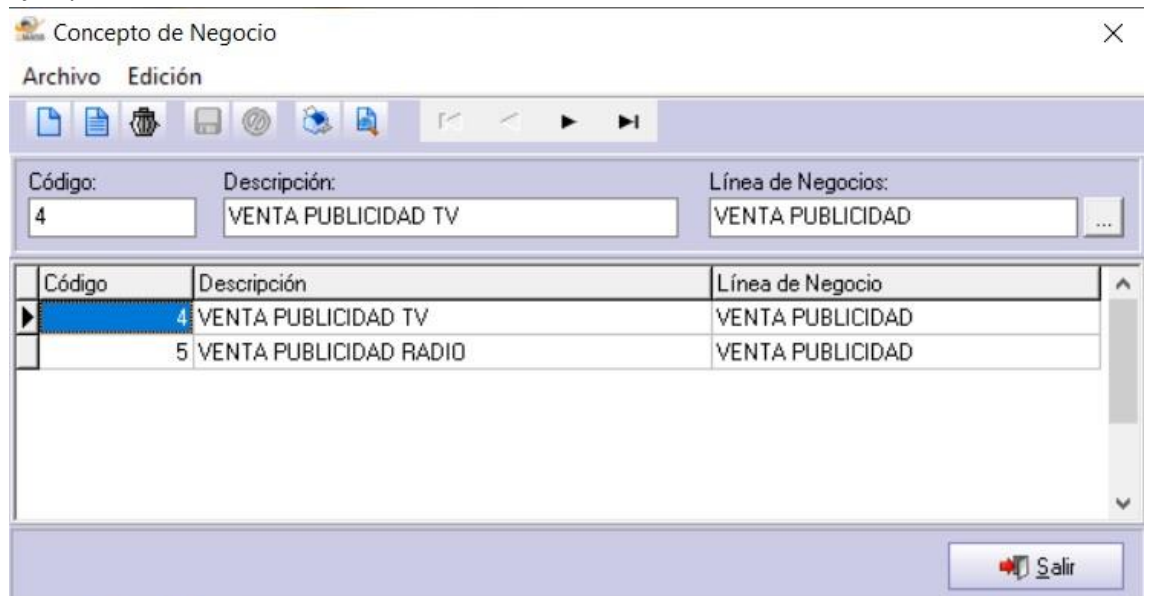 Concepto de Negocio
Archivo Edición
Código: Descripción: Línea de Negocios:
4 VENTA PUBLICIDAD TV VENTA PUBLICIDAD ...
Código Descripción Línea de Negocio
4 VENTA PUBLICIDAD TV VENTA PUBLICIDAD
5 VENTA PUBLICIDAD RADIO VENTA PUBLICIDAD
Salir